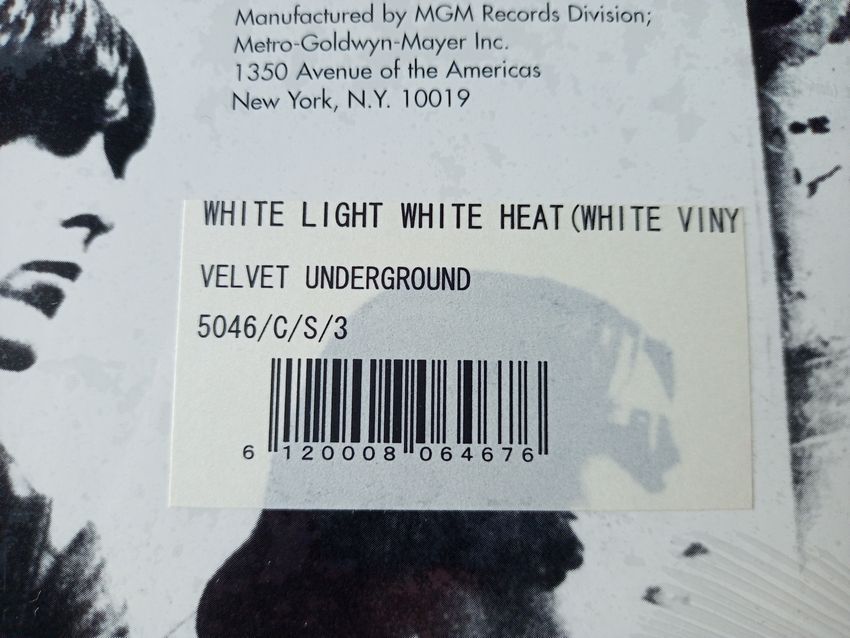 Manufactured by MGM Records Division;
Metro-Goldwyn-Mayer Inc.
1350 Avenue of the Americas
New York, N.Y. 10019
WHITE LIGHT WHITE HEAT(WHITE VINY
VELVET UNDERGROUND
5046/C/S/3
6 120008 064676